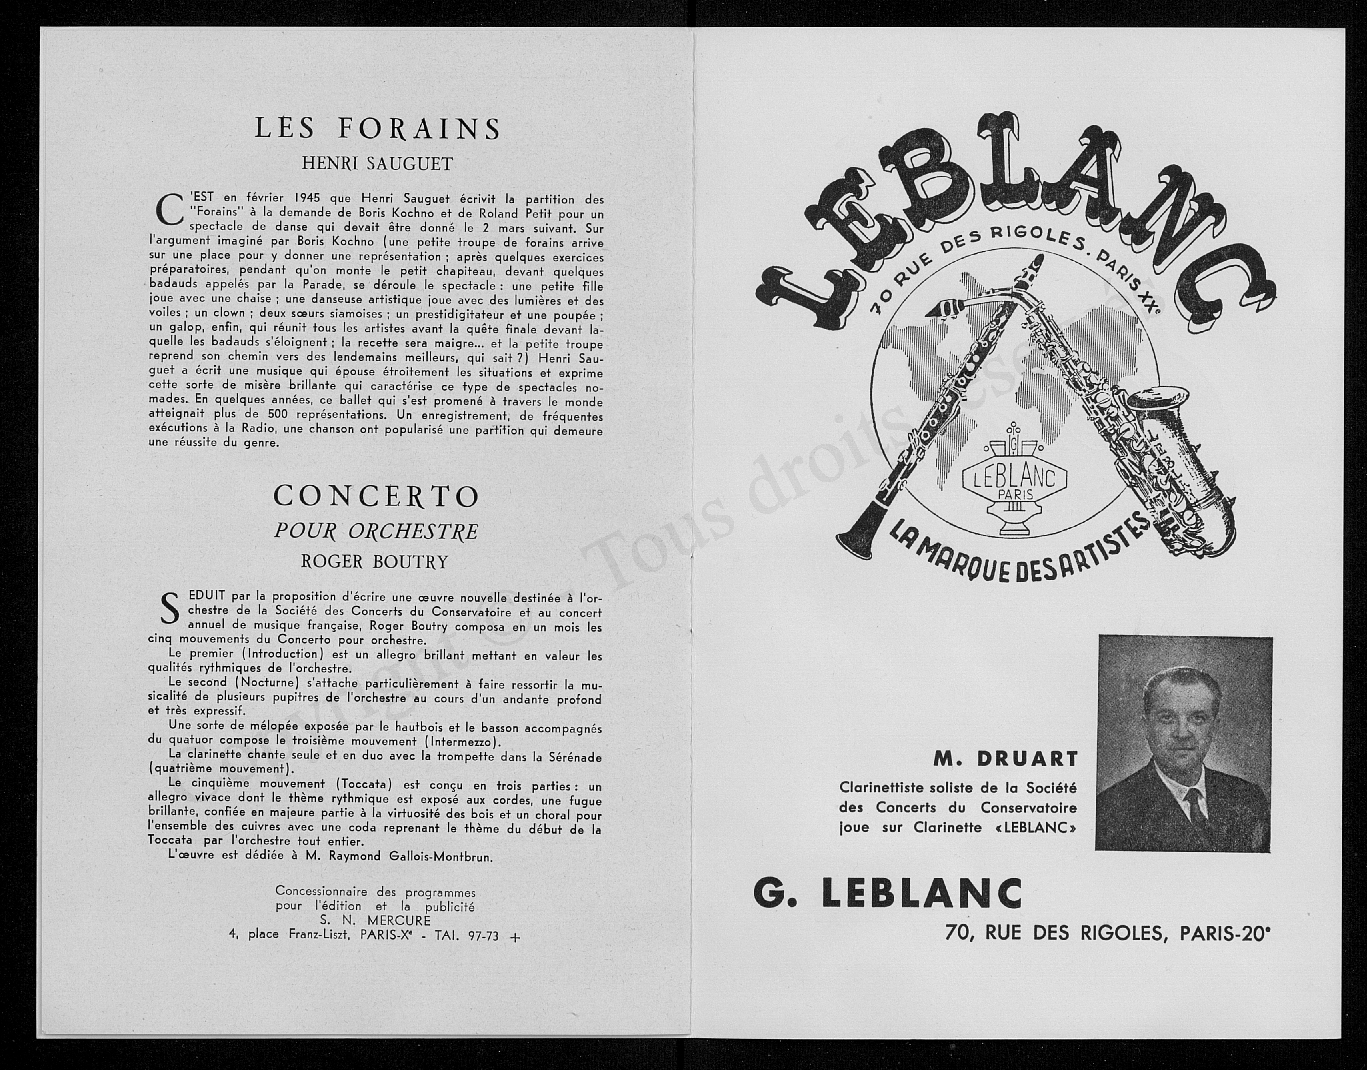 LES FORAINS
HENRI SAUGUET
C'EST en février 1945 que Henri Sauguet écrivit la partition des
"Forains" à la demande de Boris Kochno et de Roland Petit pour un
spectacle de danse qui devait être donné le 2 mars suivant. Sur
l'argument imaginé par Boris Kochno (une petite troupe de forains arrive
sur une place pour y donner une représentation ; après quelques exercices
préparatoires, pendant qu'on monte le petit chapiteau, devant quelques
badauds appelés par la Parade, se déroule le spectacle : une petite fille
joue avec une chaise ; une danseuse artistique joue avec des lumières et des
voiles ; un clown ; deux sœurs siamoises ; un prestidigitateur et une poupée ;
un galop, enfin, qui réunit tous les artistes avant la quête finale devant la-
quelle les badauds s'éloignent ; la recette sera maigre... et la petite troupe
reprend son chemin vers des lendemains meilleurs, qui sait ?) Henri Sau-
guet a écrit une musique qui épouse étroitement les situations et exprime
cette sorte de misère brillante qui caractérise ce type de spectacles no-
mades. En quelques années, ce ballet qui s'est promené à travers le monde
atteignait plus de 500 représentations. Un enregistrement, de fréquentes
exécutions à la Radio, une chanson ont popularisé une partition qui demeure
une réussite du genre.
CONCERTO
POUR ORCHESTRE
ROGER BOUTRY
SEDUIT par la proposition d'écrire une œuvre nouvelle destinée à l'or-
chestre de la Société des Concerts du Conservatoire et au concert
annuel de musique française, Roger Boutry composa en un mois les
cinq mouvements du Concerto pour orchestre.
Le premier (Introduction) est un allegro brillant mettant en valeur les
qualités rythmiques de l'orchestre.
Le second (Nocturne) s'attache particulièrement à faire ressortir la mu-
sicalité de plusieurs pupitres de l'orchestre au cours d'un andante profond
et très expressif.
Une sorte de mélopée exposée par le hautbois et le basson accompagnés
du quatuor compose le troisième mouvement (Intermezzo).
La clarinette chante seule et en duo avec la trompette dans la Sérénade
(quatrième mouvement).
Le cinquième mouvement (Toccata) est conçu en trois parties : un
allegro vivace dont le thème rythmique est exposé aux cordes, une fugue
brillante, confiée en majeure partie à la virtuosité des bois et un choral pour
l'ensemble des cuivres avec une coda reprenant le thème du début de la
Toccata par l'orchestre tout entier.
L'œuvre est dédiée à M. Raymond Gallois-Montbrun.
Concessionnaire des programmes
pour l'édition et la publicité
S. N. MERCURE
4, place Franz-Liszt, PARIS-Xe - TAI. 97-73 +
LEBLANC
70 RUE DES RIGOLES. PARIS XXe
LEBLANC
PARIS
LA MARQUE DES ARTISTES
M. DRUART
Clarinettiste soliste de la Société
des Concerts du Conservatoire
joue sur Clarinette «LEBLANC»
G. LEBLANC
70, RUE DES RIGOLES, PARIS-20e
Tous droits